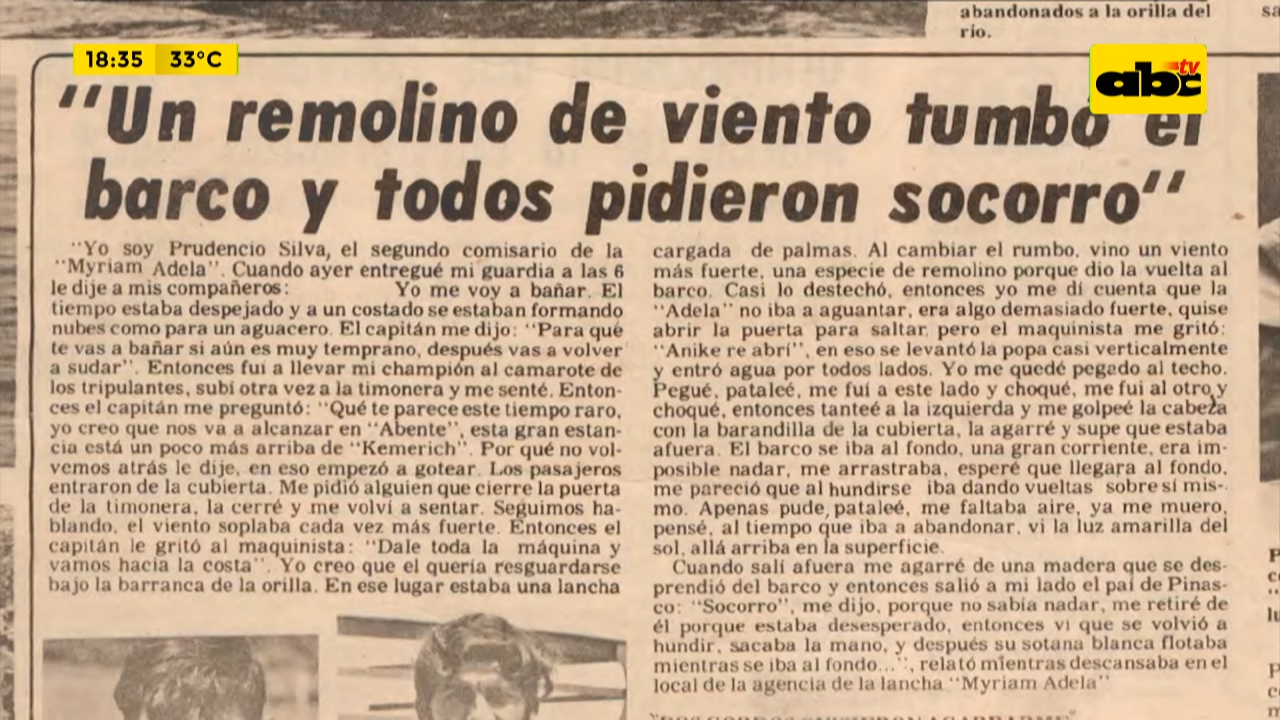 abandonados a la orilla del
río.
18:35 33°C
abc tv
"Un remolino de viento tumbó el
barco y todos pidieron socorro"
"Yo soy Prudencio Silva, el segundo comisario de la
"Myriam Adela". Cuando ayer entregué mi guardia a las 6
le dije a mis compañeros: Yo me voy a bañar. El
tiempo estaba despejado y a un costado se estaban formando
nubes como para un aguacero. El capitán me dijo: "Para qué
te vas a bañar si aún es muy temprano, después vas a volver
a sudar". Entonces fui a llevar mi champión al camarote de
los tripulantes, subí otra vez a la timonera y me senté. Enton-
ces el capitán me preguntó: "Qué te parece este tiempo raro,
yo creo que nos va a alcanzar en "Abente", esta gran estan-
cia está un poco más arriba de "Kemerich". Por qué no vol-
vemos atrás le dije, en eso empezó a gotear. Los pasajeros
entraron de la cubierta. Me pidió alguien que cierre la puerta
de la timonera, la cerré y me volví a sentar. Seguimos ha-
blando, el viento soplaba cada vez más fuerte. Entonces el
capitán le gritó al maquinista: "Dale toda la máquina y
vamos hacia la costa". Yo creo que el quería resguardarse
bajo la barranca de la orilla. En ese lugar estaba una lancha
cargada de palmas. Al cambiar el rumbo, vino un viento
más fuerte, una especie de remolino porque dio la vuelta al
barco. Casi lo destechó, entonces yo me dí cuenta que la
"Adela" no iba a aguantar, era algo demasiado fuerte, quise
abrir la puerta para saltar, pero el maquinista me gritó:
"Anike re abrí", en eso se levantó la popa casi verticalmente
y entró agua por todos lados. Yo me quedé pegado al techo.
Pegué, pataleé, me fuí a este lado y choqué, me fui al otro y
choqué, entonces tanteé a la izquierda y me golpeé la cabeza
con la barandilla de la cubierta, la agarré y supe que estaba
afuera. El barco se iba al fondo, una gran corriente, era im-
posible nadar, me arrastraba, esperé que llegara al fondo,
me pareció que al hundirse iba dando vueltas sobre sí mis-
mo. Apenas pude, pataleé, me faltaba aire, ya me muero,
pensé, al tiempo que iba a abandonar, vi la luz amarilla del
sol, allá arriba en la superficie.
Cuando salí afuera me agarré de una madera que se des-
prendió del barco y entonces salió a mi lado el paí de Pinas-
co: "Socorro", me dijo, porque no sabía nadar, me retiré de
él porque estaba desesperado, entonces vi que se volvió a
hundir, sacaba la mano, y después su sotana blanca flotaba
mientras se iba al fondo...", relató mientras descansaba en el
local de la agencia de la lancha "Myriam Adela"